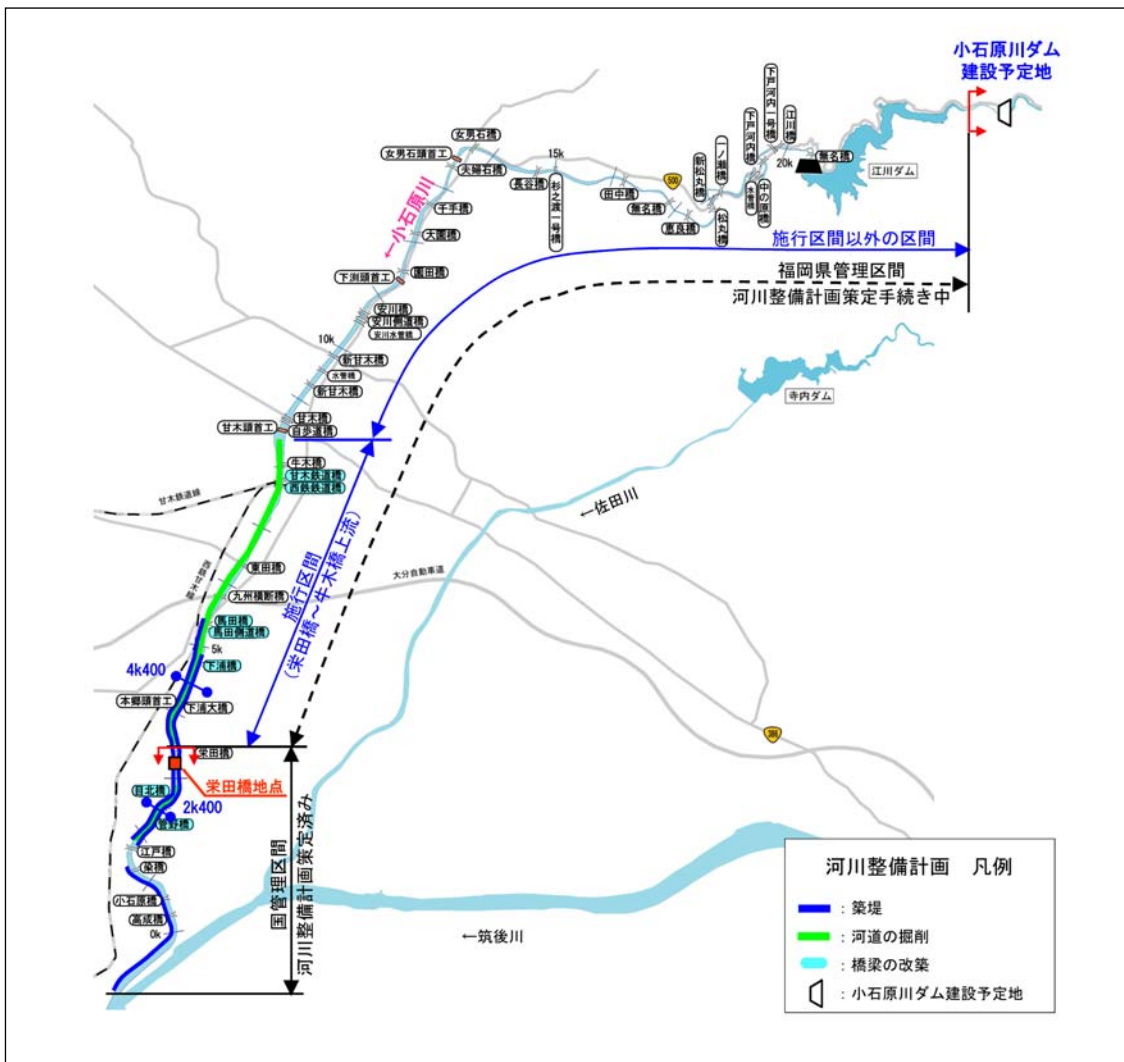 小石原川ダム
建設予定地
下戸河内一号橋
江川橋
下戸河内橋
20k
無名橋
江川ダム
一ノ瀬橋
新松丸橋
水管橋
中の原橋
松丸橋
恵良橋
無名橋
500
田中橋
15k
杉之渡一号橋
長谷橋
女男石橋
女男石頭首工
夫婦石橋
←小石原川
千手橋
大園橋
園田橋
下渕頭首工
施行区間以外の区間
福岡県管理区間
河川整備計画策定手続き中
安川橋
安川側道橋
安川水管橋
10k
新甘木橋
水管橋
新甘木橋
寺内ダム
甘木橋
甘木頭首工
自歩道橋
牛木橋
甘木鉄道橋
西鉄鉄道橋
甘木鉄道線
←佐田川
西鉄甘木線
東田橋
大分自動車道
九州横断橋
施行区間
(栄田橋~牛木橋上流)
馬田橋
馬田側道橋
5k
下浦橋
4k400
本郷頭首工
下浦大橋
386
栄田橋
栄田橋地点
目北橋
2k400
菅野橋
江戸橋
染橋
小石原橋
高成橋
0k
国管理区間
河川整備計画策定済み
←筑後川
河川整備計画 凡例
:築堤
:河道の掘削
:橋梁の改築
:小石原川ダム建設予定地